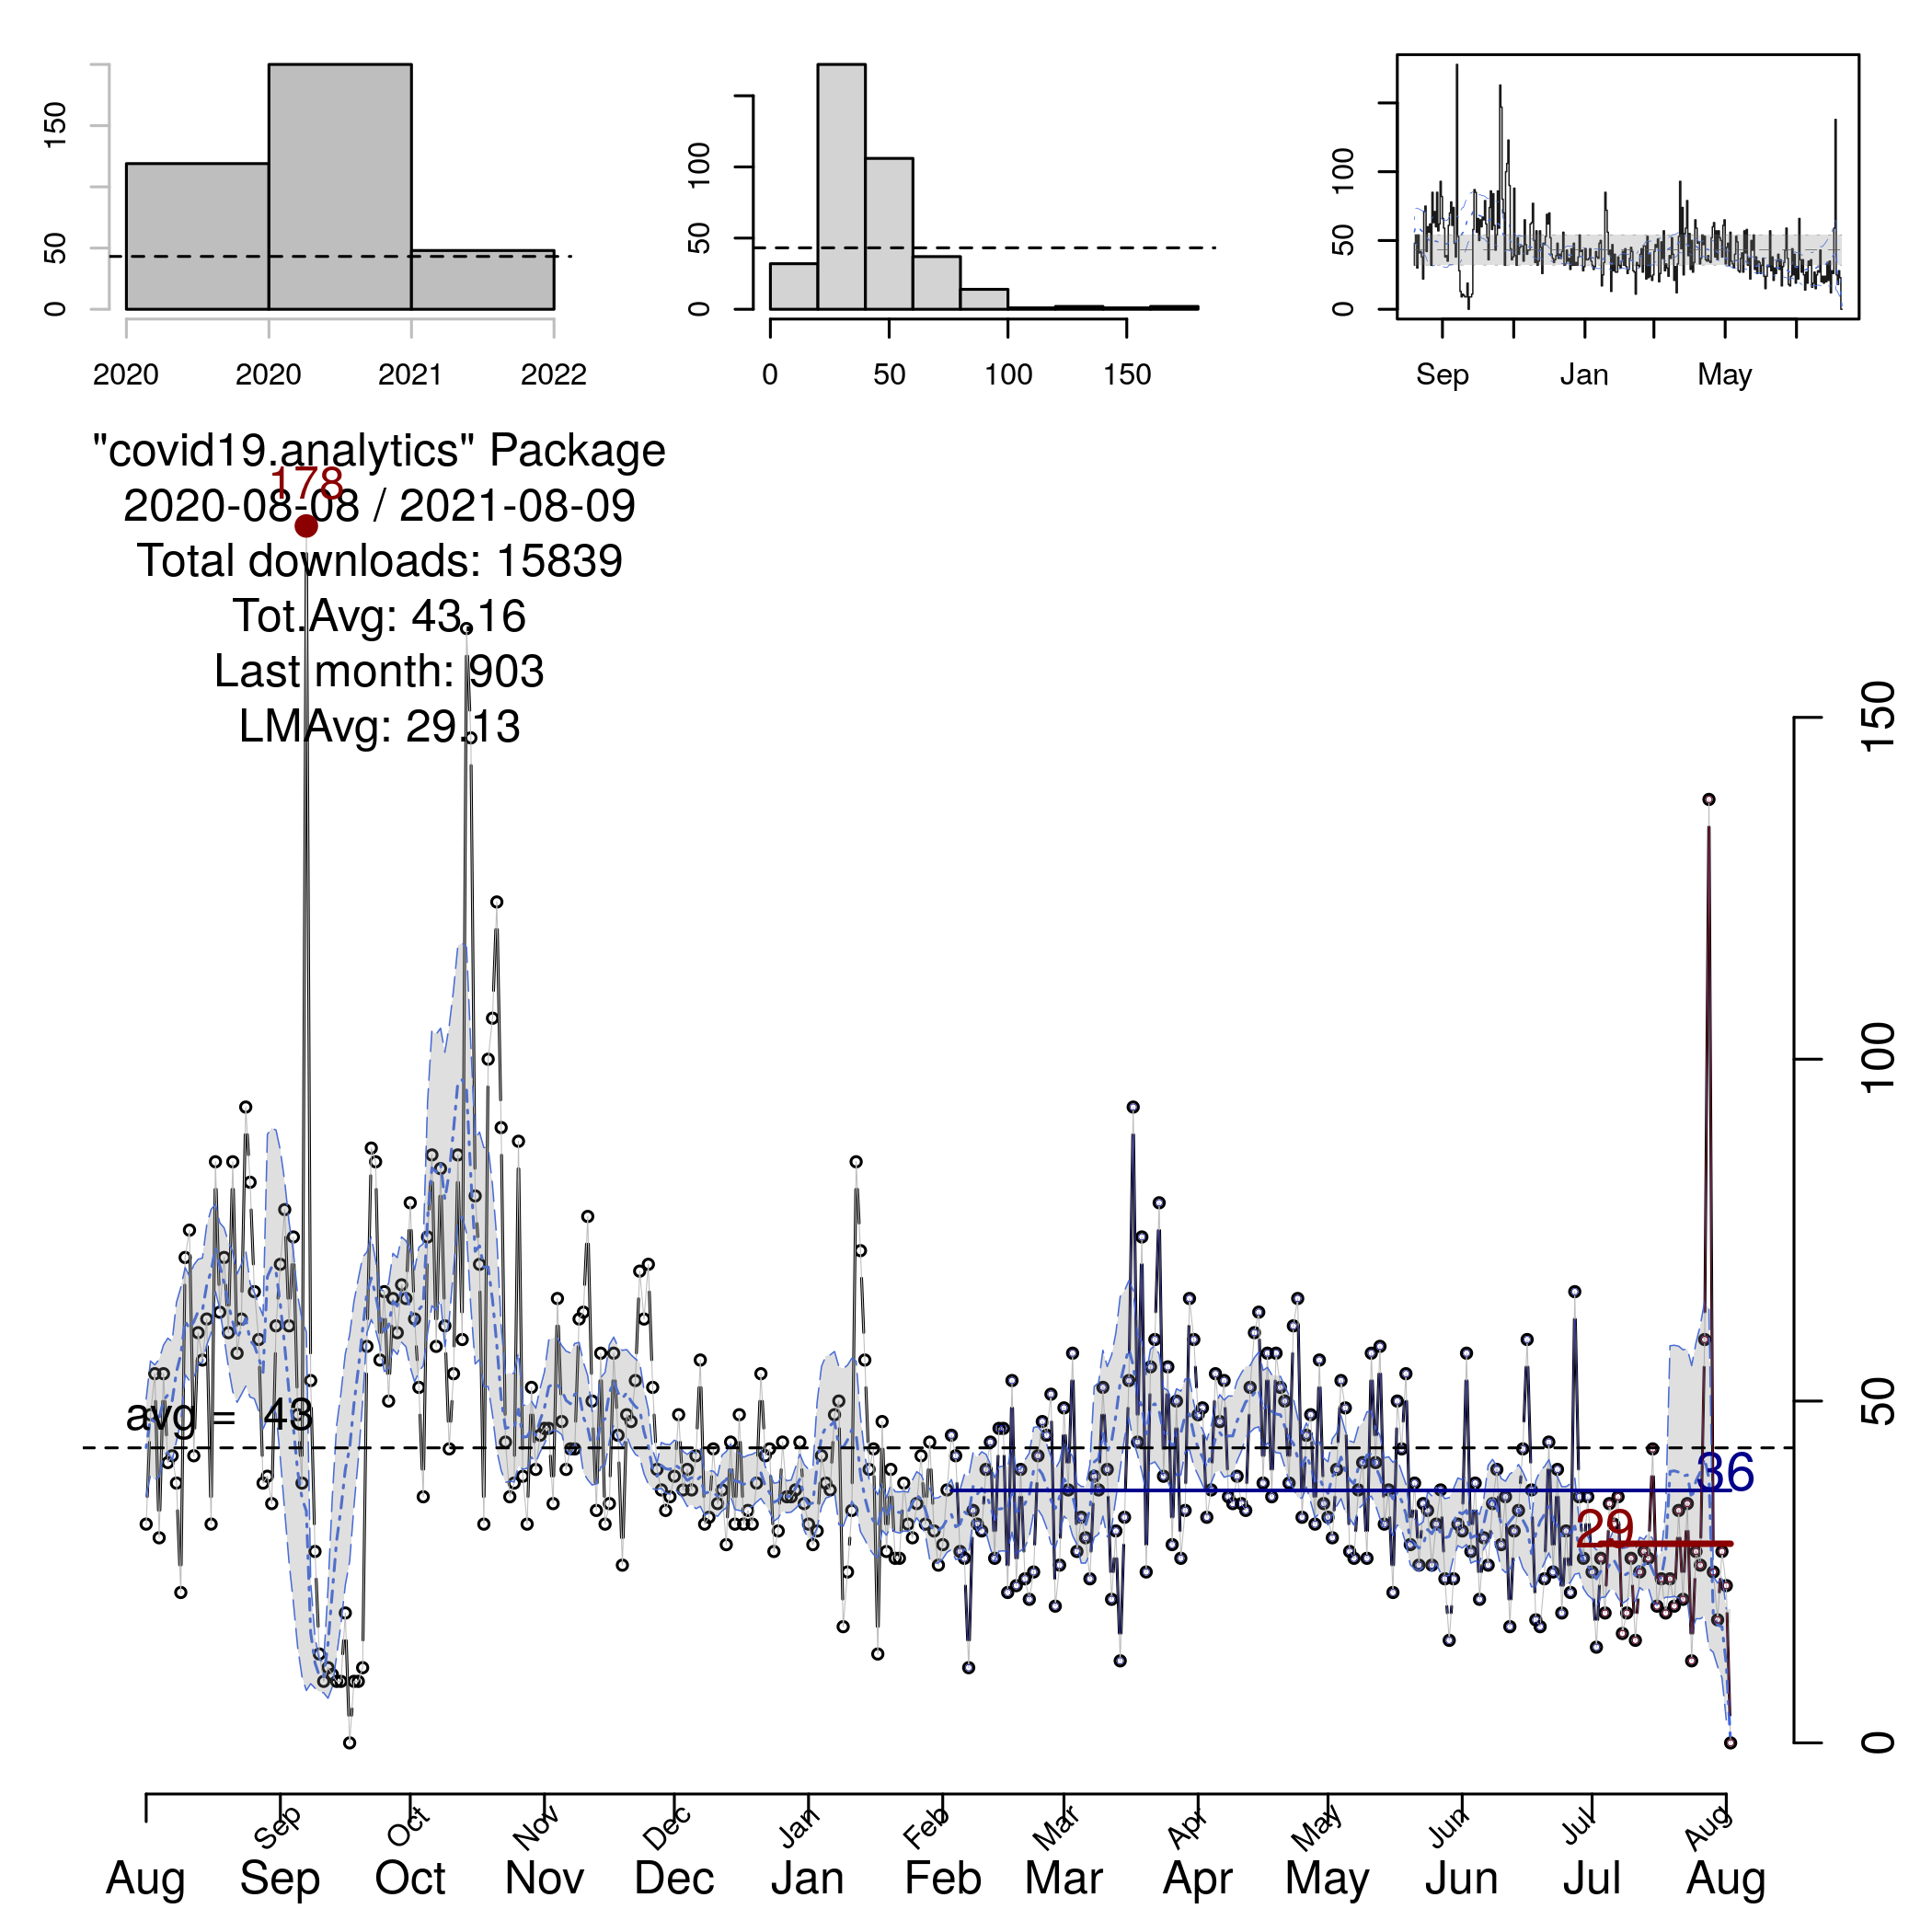 150
50
0
2020 2020 2021 2022
100
50
0
0 50 100 150
100
50
0
Sep Jan May
"covid19.analytics" Package
178
2020-08-08 / 2021-08-09
Total downloads: 15839
Tot.Avg: 43.16
Last month: 903
LMAvg: 29.13
avg = 43
36
29
150
100
50
0
Sep Oct Nov Dec Jan Feb Mar Apr May Jun Jul Aug
Aug Sep Oct Nov Dec Jan Feb Mar Apr May Jun Jul Aug